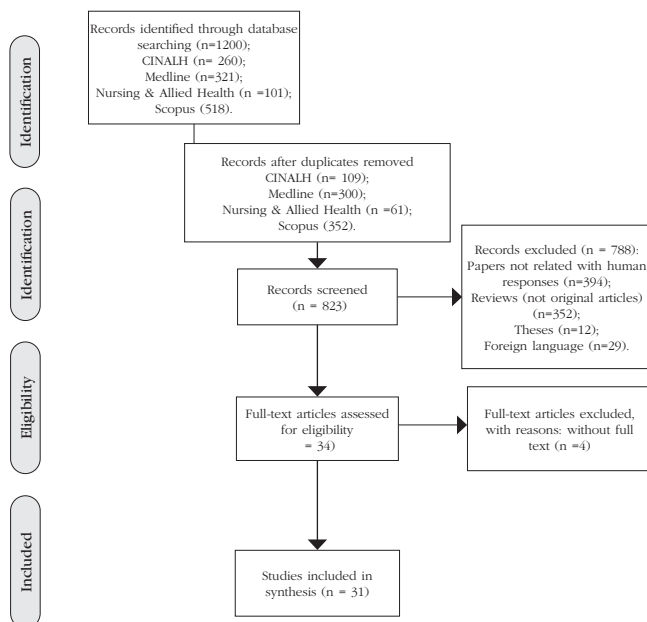 Identification
Records identified through database
searching (n=1200);
CINALH (n= 260);
Medline (n=321);
Nursing & Allied Health (n =101);
Scopus (518).
Identification
Records after duplicates removed
CINALH (n= 109);
Medline (n=300);
Nursing & Allied Health (n =61);
Scopus (352).
Records screened
(n = 823)
Records excluded (n = 788):
Papers not related with human
responses (n=394);
Reviews (not original articles)
(n=352);
Theses (n=12);
Foreign language (n=29).
Eligibility
Full-text articles assessed
for eligibility
= 34)
Full-text articles excluded,
with reasons: without full
text (n =4)
Included
Studies included in
synthesis (n = 31)